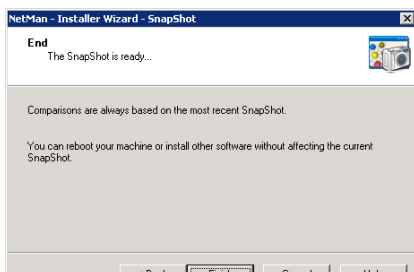 NetMan - Installer Wizard - SnapShot
End
The SnapShot is ready...
Comparisons are always based on the most recent SnapShot.
You can reboot your machine or install other software without affecting the current
SnapShot.